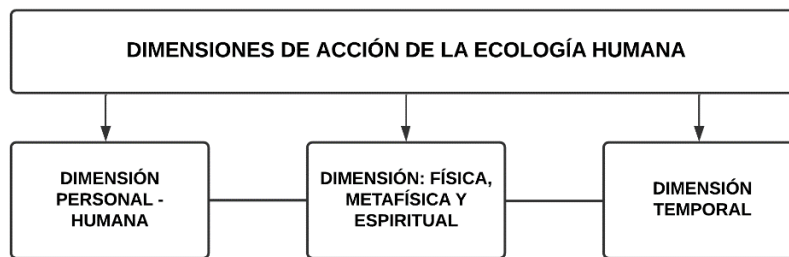 DIMENSIONES DE ACCIÓN DE LA ECOLOGÍA HUMANA
DIMENSIÓN
PERSONAL -
HUMANA
DIMENSIÓN: FÍSICA,
METAFÍSICA Y
ESPIRITUAL
DIMENSIÓN
TEMPORAL